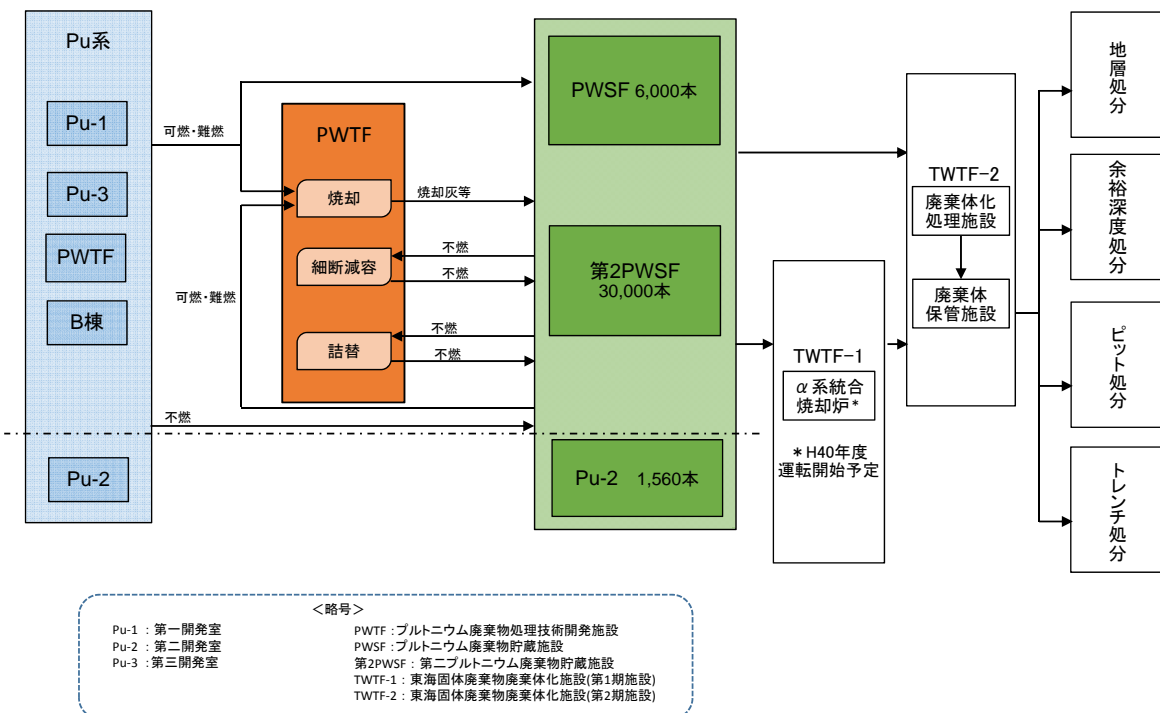 Pu系
Pu-1
Pu-3
PWTF
B棟
Pu-2
可燃・難燃
可燃・難燃
不燃
PWTF
焼却
細断減容
詰替
焼却灰等
不燃
不燃
不燃
不燃
PWSF 6,000本
第2PWSF
30,000本
Pu-2 1,560本
TWTF-1
α系統合
焼却炉*
*H40年度
運転開始予定
TWTF-2
廃棄体化
処理施設
廃棄体
保管施設
地層処分
余裕深度処分
ピット処分
トレンチ処分
<略号>
Pu-1 : 第一開発室
Pu-2 : 第二開発室
Pu-3 : 第三開発室
PWTF : プルトニウム廃棄物処理技術開発施設
PWSF : プルトニウム廃棄物貯蔵施設
第2PWSF : 第二プルトニウム廃棄物貯蔵施設
TWTF-1 : 東海固体廃棄物廃棄体化施設(第1期施設)
TWTF-2 : 東海固体廃棄物廃棄体化施設(第2期施設)